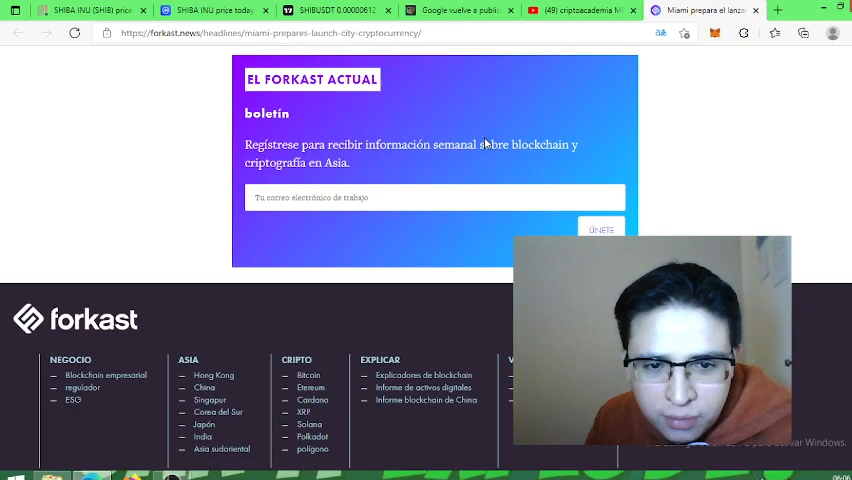 SHIBA INU (SHIB) price
SHIBA INU price today
SHIBUSDT 0.00000612
Google vuelve a public
(49) criptoacademia
Miami prepara el lanza
https://forkast.news/headlines/miami-prepares-launch-city-cryptocurrency/
EL FORKAST ACTUAL
boletín
Regístrese para recibir información semanal sobre blockchain y
criptografía en Asia.
Tu correo electrónico de trabajo
ÚNETE
forkast
NEGOCIO
— Blockchain empresarial
— regulador
— ESG
ASIA
— Hong Kong
— China
— Singapur
— Corea del Sur
— Japón
— India
— Asia sudoriental
CRIPTO
— Bitcoin
— Etereum
— Cardano
— XRP
— Solana
— Polkadot
— polígono
EXPLICAR
— Explicadores de blockchain
— Informe de activos digitales
— Informe blockchain de China
V
para activar Windows.
06:06